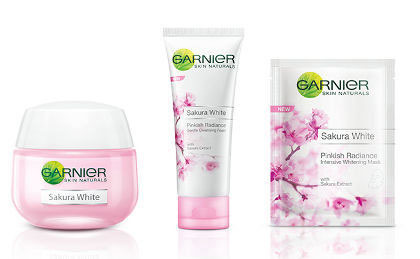 GARNIER
SKIN NATURALS
Sakura White
GARNIER
SKIN NATURALS
Sakura White
Pinkish Radiance
Gentle Cleansing Foam
with
Sakura Extract
GARNIER
SKIN NATURALS
NEW
Sakura White
Pinkish Radiance
Intensive Whitening Mask
with
Sakura Extract